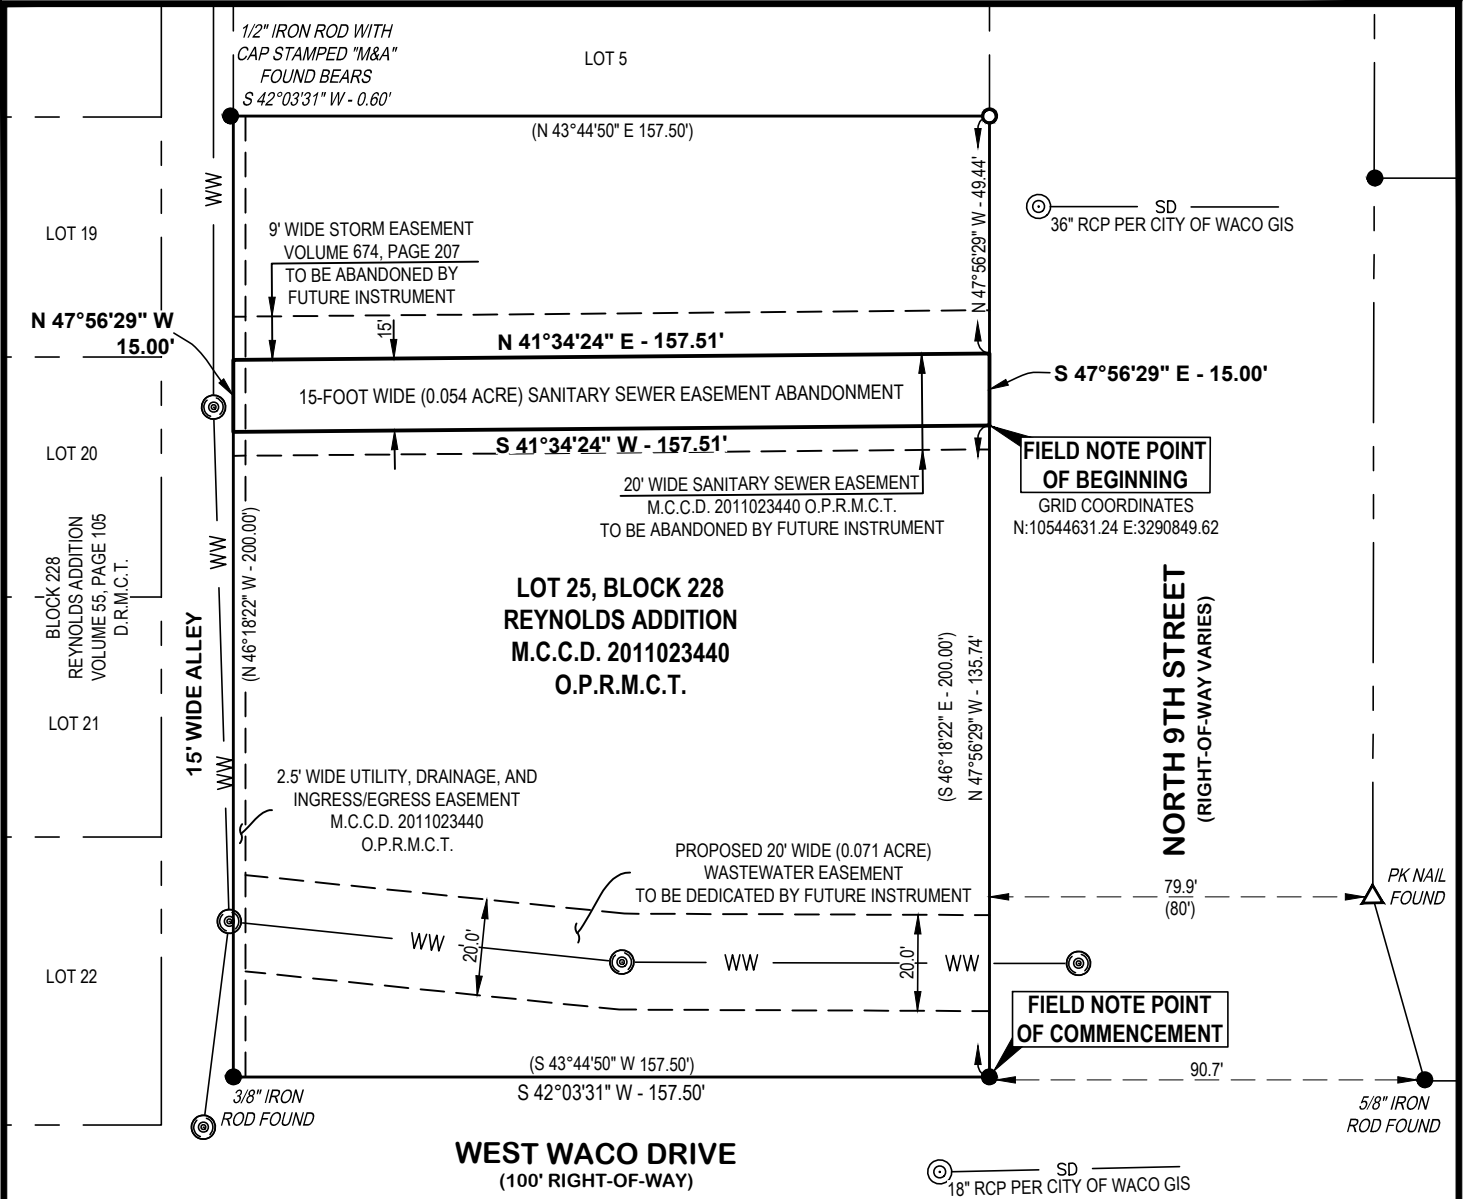 1/2" IRON ROD WITH
CAP STAMPED "M&A"
FOUND BEARS
S 42°03'31" W - 0.60'
LOT 5
(N 43°44'50" E 157.50')
WW
N 47°56'29" W - 49.44'
SD
36" RCP PER CITY OF WACO GIS
LOT 19
9' WIDE STORM EASEMENT
VOLUME 674, PAGE 207
TO BE ABANDONED BY
FUTURE INSTRUMENT
N 47°56'29" W
15.00'
15'
N 41°34'24" E - 157.51'
15-FOOT WIDE (0.054 ACRE) SANITARY SEWER EASEMENT ABANDONMENT
S 47°56'29" E - 15.00'
S 41°34'24" W - 157.51'
FIELD NOTE POINT
OF BEGINNING
GRID COORDINATES
N:10544631.24 E:3290849.62
LOT 20
20' WIDE SANITARY SEWER EASEMENT
M.C.C.D. 2011023440 O.P.R.M.C.T.
TO BE ABANDONED BY FUTURE INSTRUMENT
BLOCK 228
REYNOLDS ADDITION
VOLUME 55, PAGE 105
D.R.M.C.T.
WW
(N 46°18'22" W - 200.00')
LOT 25, BLOCK 228
REYNOLDS ADDITION
M.C.C.D. 2011023440
O.P.R.M.C.T.
15' WIDE ALLEY
(S 46°18'22" E - 200.00')
N 47°56'29" W - 135.74'
NORTH 9TH STREET
(RIGHT-OF-WAY VARIES)
LOT 21
WW
2.5' WIDE UTILITY, DRAINAGE, AND
INGRESS/EGRESS EASEMENT
M.C.C.D. 2011023440
O.P.R.M.C.T.
PROPOSED 20' WIDE (0.071 ACRE)
WASTEWATER EASEMENT
TO BE DEDICATED BY FUTURE INSTRUMENT
79.9'
(80')
PK NAIL
FOUND
WW
20.0'
WW
20.0'
WW
LOT 22
FIELD NOTE POINT
OF COMMENCEMENT
(S 43°44'50" W 157.50')
S 42°03'31" W - 157.50'
90.7'
3/8" IRON
ROD FOUND
5/8" IRON
ROD FOUND
WEST WACO DRIVE
(100' RIGHT-OF-WAY)
SD
18" RCP PER CITY OF WACO GIS